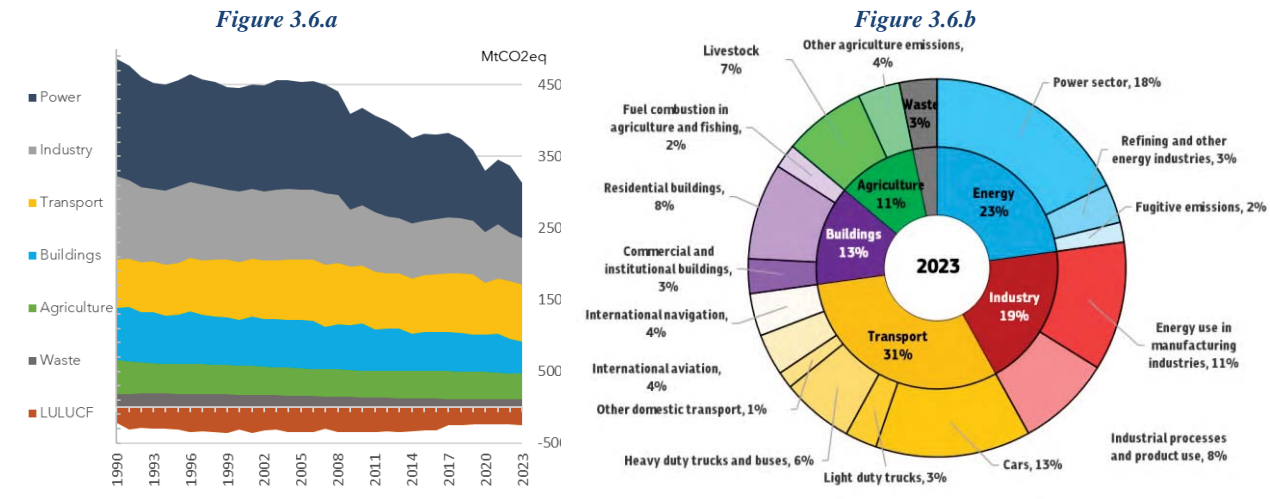 Figure 3.6.a
MtCO2eq
450
350
250
150
500
-500
Power
Industry
Transport
Buildings
Agriculture
Waste
LULUCF
1990
1993
1996
1999
2002
2005
2008
2011
2014
2017
2020
2023
Figure 3.6.b
Livestock
7%
Other agriculture emissions,
4%
Power sector, 18%
Refining and other
energy industries, 3%
Fugitive emissions, 2%
Energy use in
manufacturing
industries, 11%
Industrial processes
and product use, 8%
Cars, 13%
Light duty trucks, 3%
Heavy duty trucks and buses, 6%
Other domestic transport, 1%
International aviation,
4%
International navigation,
4%
Commercial and
institutional buildings,
3%
Residential buildings,
8%
Fuel combustion in
agriculture and fishing,
2%
Waste
3%
Energy
23%
Industry
19%
Transport
31%
Buildings
13%
Agriculture
11%
2023